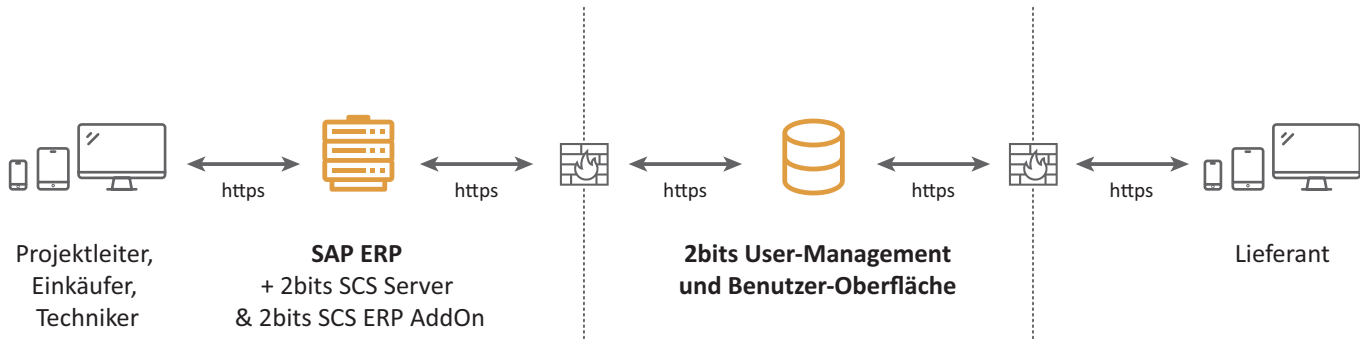 https
https
https
https
https
Projektleiter,
Einkäufer,
Techniker
SAP ERP
+ 2bits SCS Server
& 2bits SCS ERP AddOn
2bits User-Management
und Benutzer-Oberfläche
Lieferant